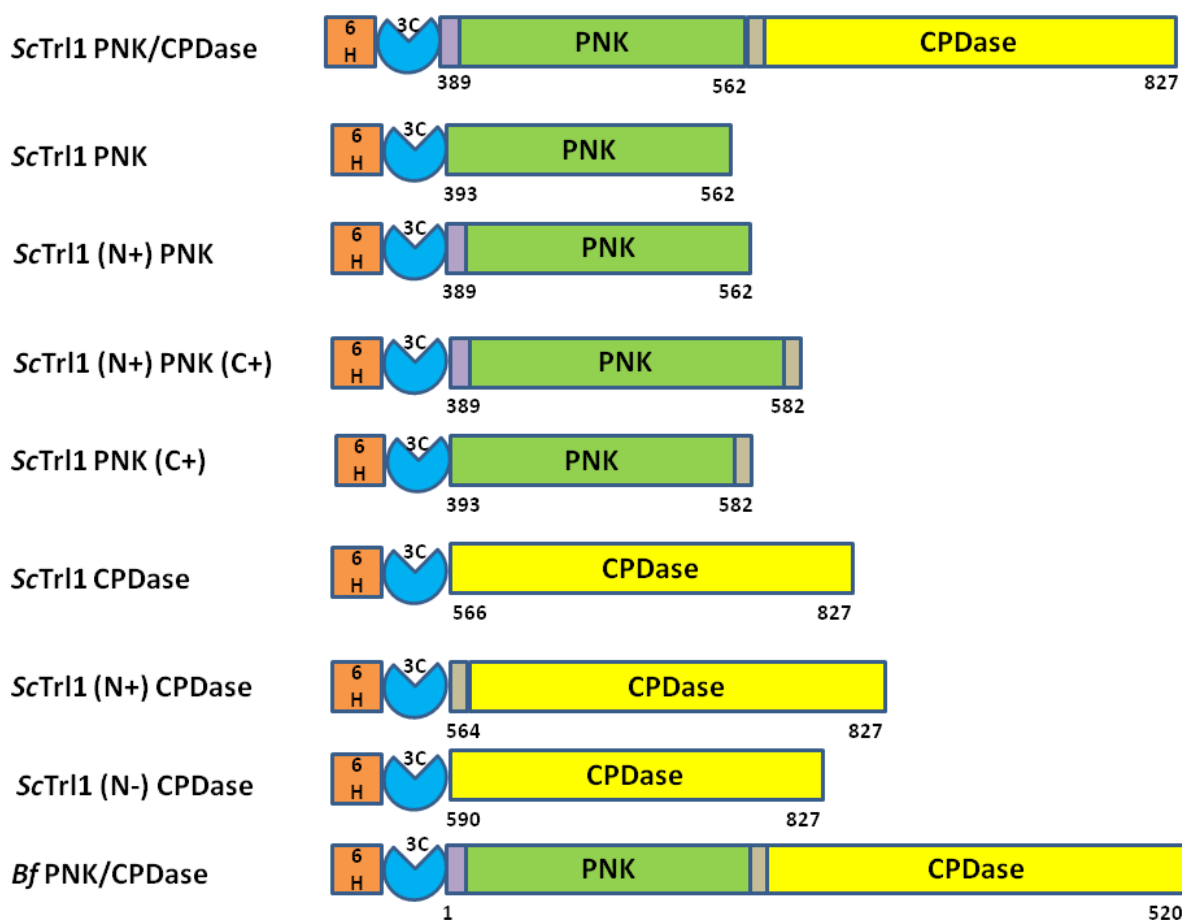 ScTrl1 PNK/CPDase
6
H
3C
PNK
CPDase
389
562
827
ScTrl1 PNK
6
H
3C
PNK
393
562
ScTrl1 (N+) PNK
6
H
3C
PNK
389
562
ScTrl1 (N+) PNK (C+)
6
H
3C
PNK
389
582
ScTrl1 PNK (C+)
6
H
3C
PNK
393
582
ScTrl1 CPDase
6
H
3C
CPDase
566
827
ScTrl1 (N+) CPDase
6
H
3C
CPDase
564
827
ScTrl1 (N-) CPDase
6
H
3C
CPDase
590
827
Bf PNK/CPDase
6
H
3C
PNK
CPDase
1
520